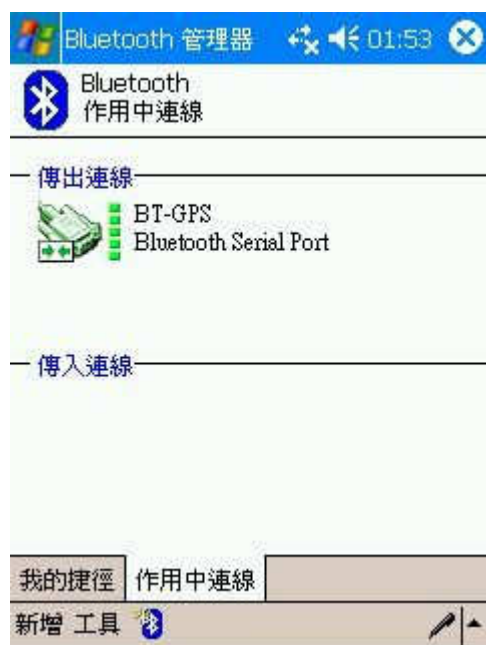 Bluetooth 管理器 01:53
Bluetooth
作用中連線
傳出連線
BT-GPS
Bluetooth Serial Port
傳入連線
我的捷徑 作用中連線
新增 工具